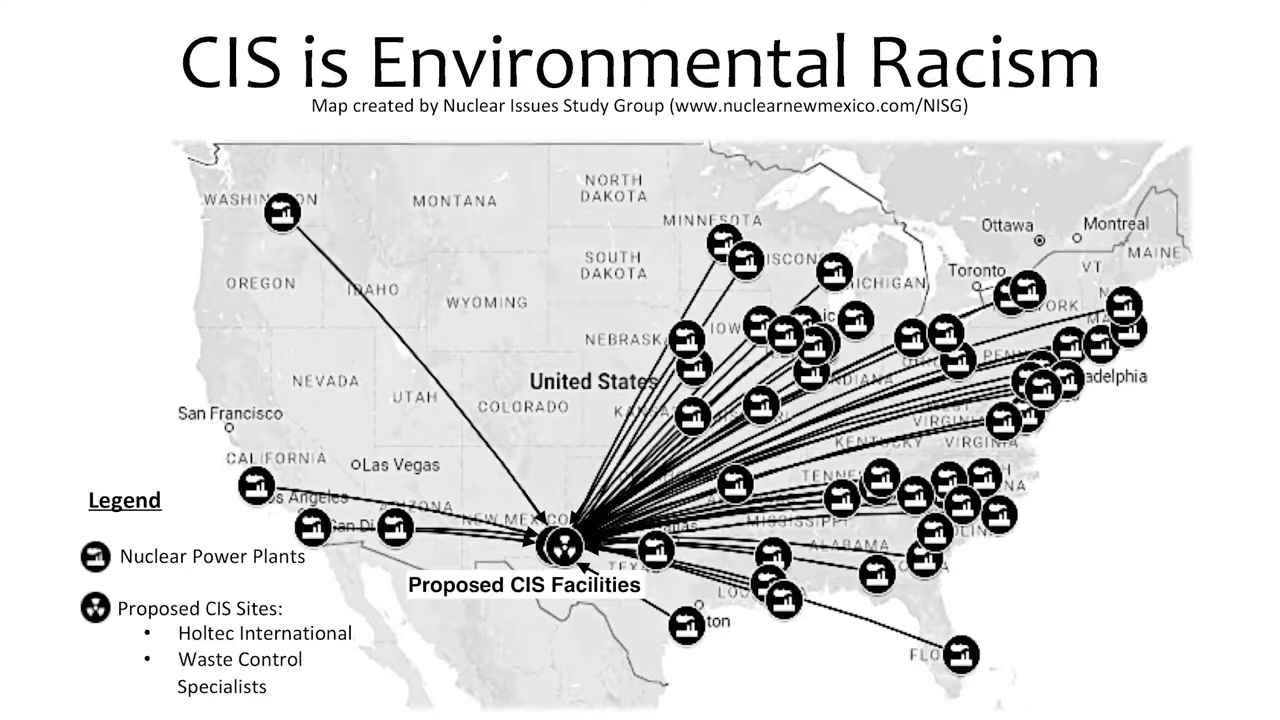 CIS is Environmental Racism
Map created by Nuclear Issues Study Group (www.nuclearnewmexico.com/NISG)
WASHINGTON
MONTANA
NORTH
DAKOTA
MINNESOTA
Ottawa
Montreal
MAINE
VT
OREGON
IDAHO
SOUTH
DAKOTA
WYOMING
Toronto
NEVADA
UTAH
COLORADO
United States
San Francisco
CALIFORNIA
Las Vegas
KENTUCKY
VIRGINIA
NEW MEXICO
MISSISSIPPI
ALABAMA
Legend
Nuclear Power Plants
Proposed CIS Facilities
Proposed CIS Sites:
• Holtec International
• Waste Control
Specialists